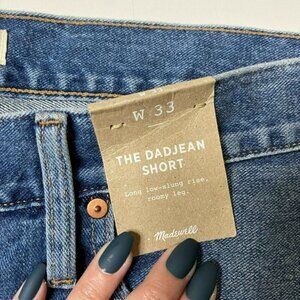 W 33
THE DADJEAN
SHORT
Long low-slung rise,
roomy leg.
Madewell